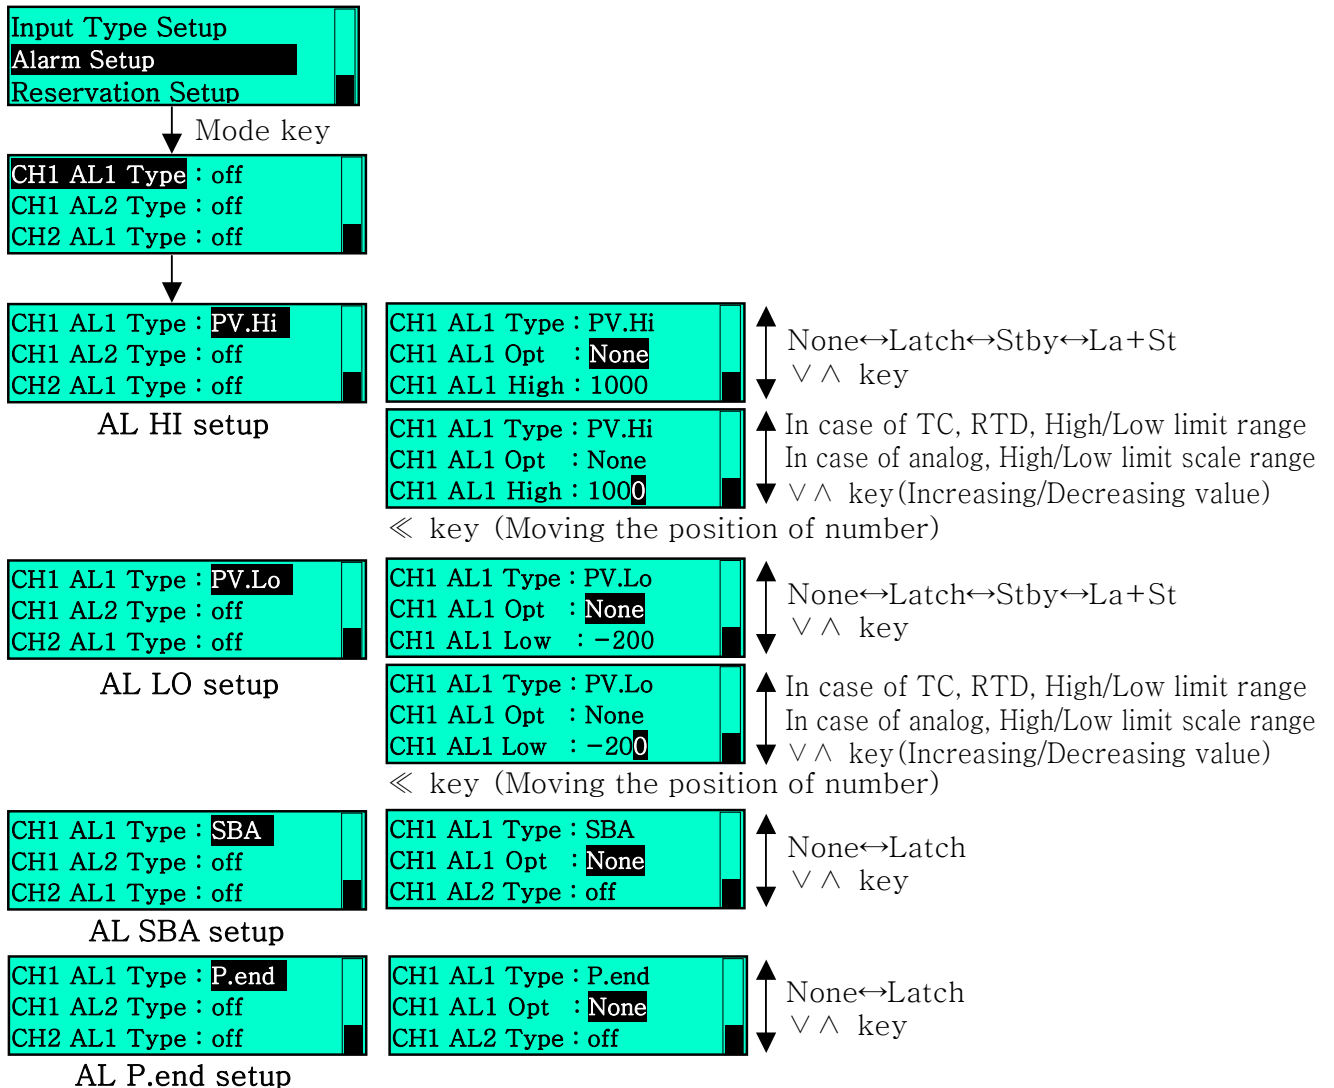 Input Type Setup
Alarm Setup
Reservation Setup
Mode key
CH1 AL1 Type : off
CH1 AL2 Type : off
CH2 AL1 Type : off
CH1 AL1 Type : PV.Hi
CH1 AL2 Type : off
CH2 AL1 Type : off
AL HI setup
CH1 AL1 Type : PV.Hi
CH1 AL1 Opt : None
CH1 AL1 High : 1000
None↔Latch↔Stby↔La+St
∨∧ key
CH1 AL1 Type : PV.Hi
CH1 AL1 Opt : None
CH1 AL1 High : 1000
In case of TC, RTD, High/Low limit range
In case of analog, High/Low limit scale range
∨∧ key(Increasing/Decreasing value)
≪ key (Moving the position of number)
CH1 AL1 Type : PV.Lo
CH1 AL2 Type : off
CH2 AL1 Type : off
AL LO setup
CH1 AL1 Type : PV.Lo
CH1 AL1 Opt : None
CH1 AL1 Low : -200
None↔Latch↔Stby↔La+St
∨∧ key
CH1 AL1 Type : PV.Lo
CH1 AL1 Opt : None
CH1 AL1 Low : -200
In case of TC, RTD, High/Low limit range
In case of analog, High/Low limit scale range
∨∧ key(Increasing/Decreasing value)
≪ key (Moving the position of number)
CH1 AL1 Type : SBA
CH1 AL2 Type : off
CH2 AL1 Type : off
AL SBA setup
CH1 AL1 Type : SBA
CH1 AL1 Opt : None
CH1 AL2 Type : off
None↔Latch
∨∧ key
CH1 AL1 Type : P.end
CH1 AL2 Type : off
CH2 AL1 Type : off
AL P.end setup
CH1 AL1 Type : P.end
CH1 AL1 Opt : None
CH1 AL2 Type : off
None↔Latch
∨∧ key